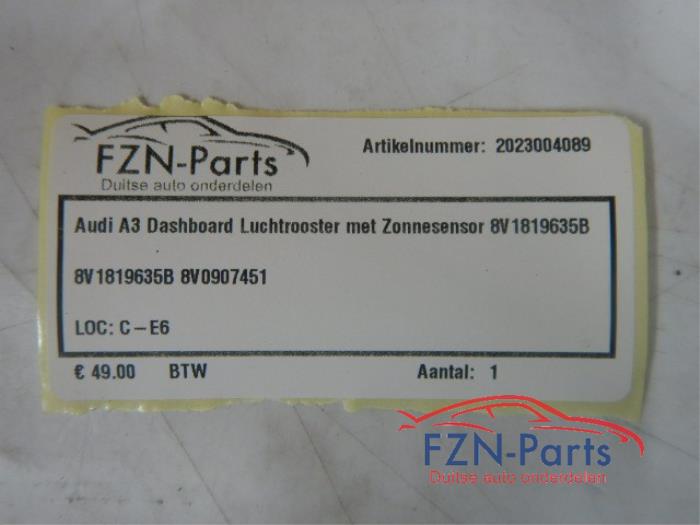 FZN-Parts
Duitse auto onderdelen
Artikelnummer: 2023004089
Audi A3 Dashboard Luchtrooster met Zonnesensor 8V1819635B
8V1819635B 8V0907451
LOC: C-E6
€ 49.00 BTW Aantal: 1
FZN-Parts
Duitse auto onderdelen